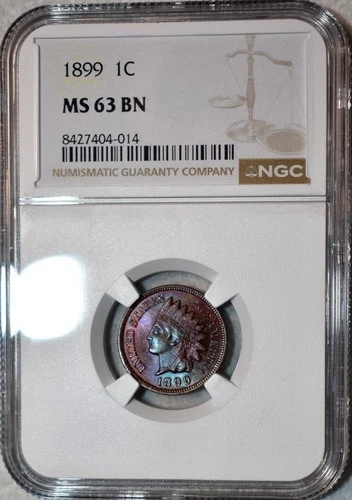 1899 1C
MS 63 BN
8427404-014
NUMISMATIC GUARANTY COMPANY NGC
UNITED STATES OF AMERICA
1899